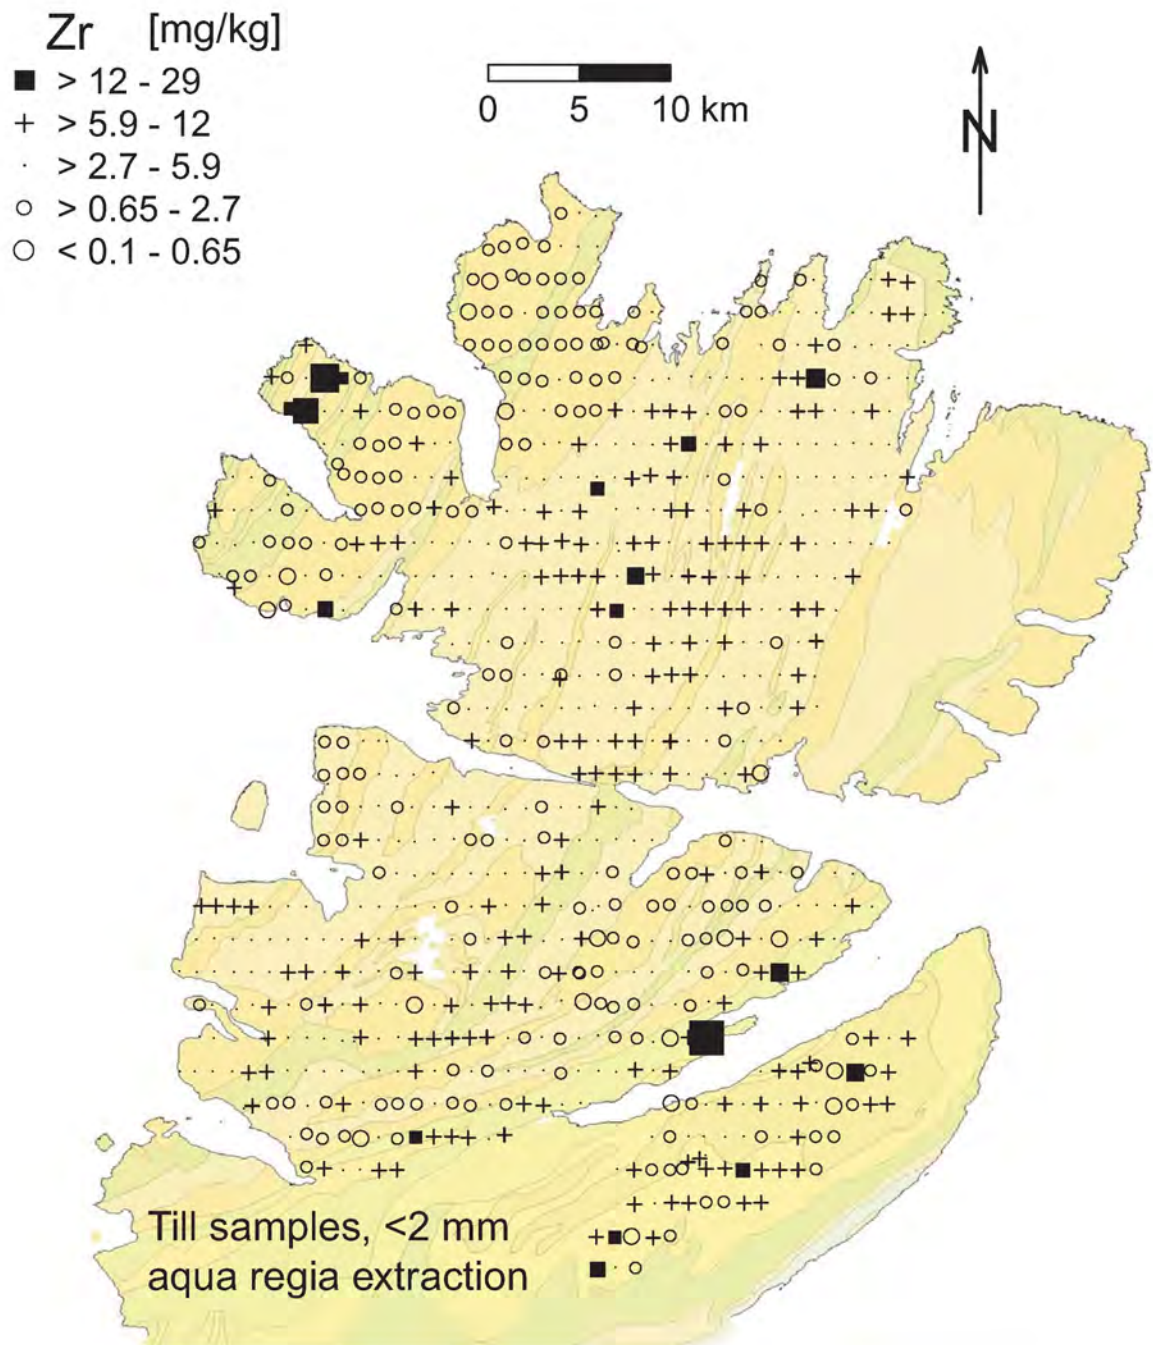 Zr [mg/kg]
> 12 - 29
> 5.9 - 12
> 2.7 - 5.9
> 0.65 - 2.7
< 0.1 - 0.65
0 5 10 km
N
Till samples, <2 mm
aqua regia extraction